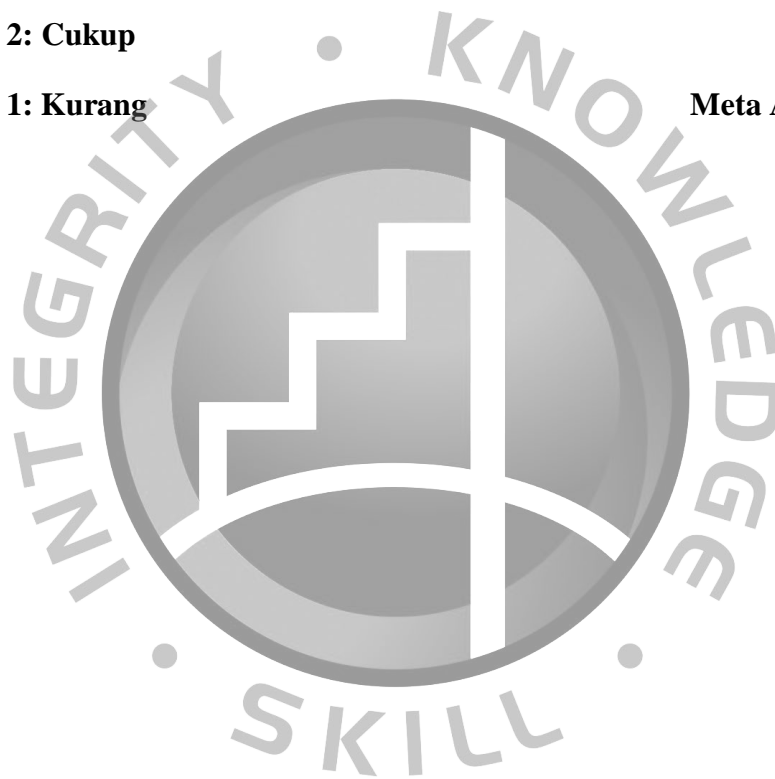 2: Cukup
1: Kurang
Meta A
INTEGRITY • KNOWLEDGE • SKILL •